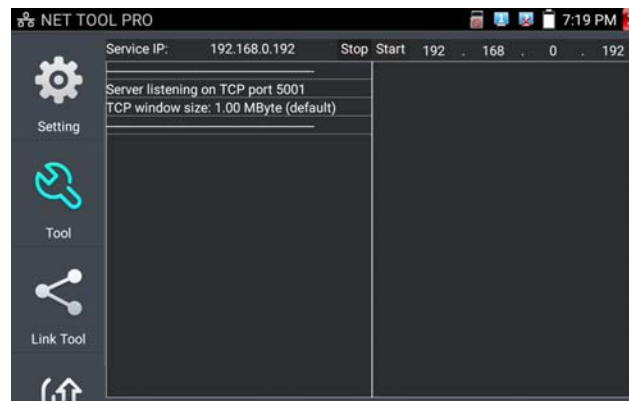 NET TOOL PRO 7:19 PM
Service IP: 192.168.0.192 Stop Start 192 . 168 . 0 . 192
Server listening on TCP port 5001
TCP window size: 1.00 MByte (default)
Setting
Tool
Link Tool